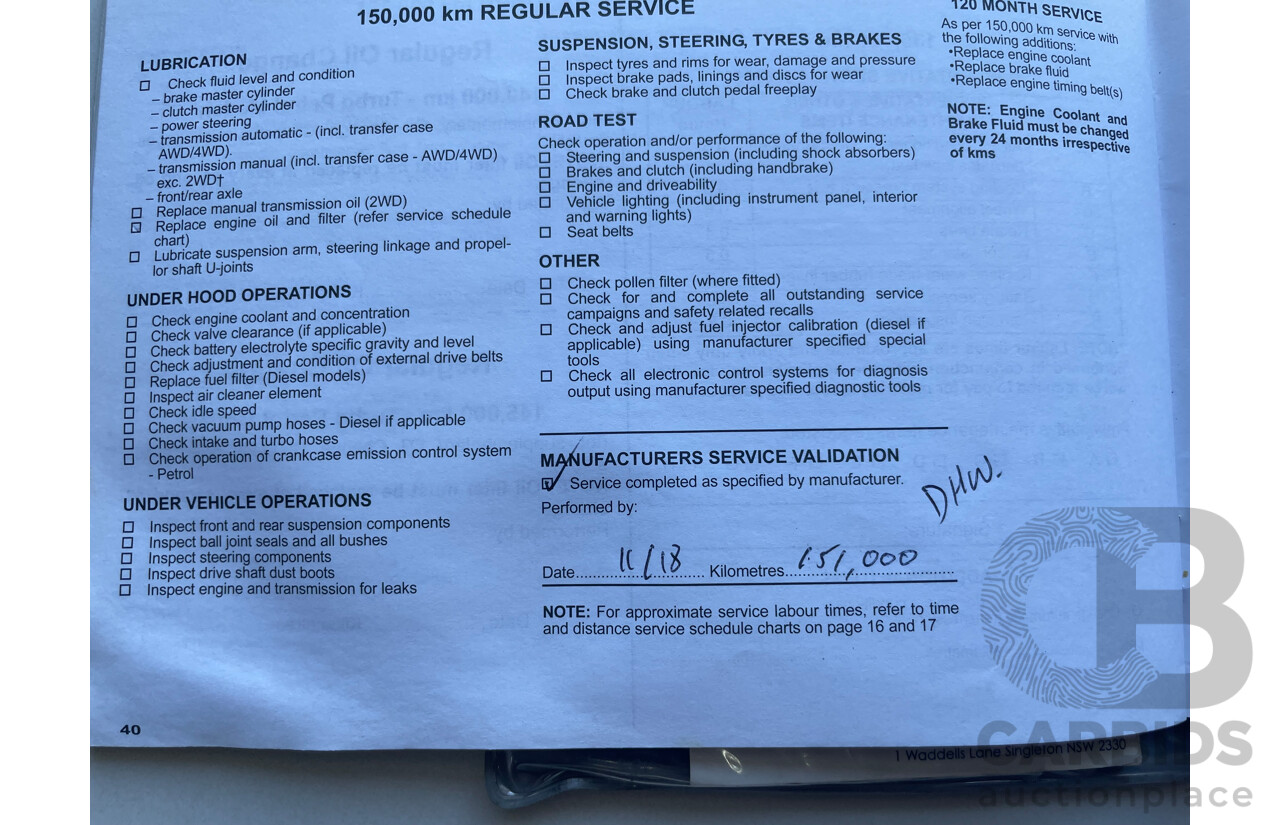 150,000 km REGULAR SERVICE
LUBRICATION
Check fluid level and condition
– brake master cylinder
– clutch master cylinder
– power steering
– transmission automatic - (incl. transfer case
AWD/4WD).
– transmission manual (incl. transfer case - AWD/4WD)
exc. 2WD†
– front/rear axle
Replace manual transmission oil (2WD)
Replace engine oil and filter (refer service schedule
chart)
Lubricate suspension arm, steering linkage and propel-
lor shaft U-joints
UNDER HOOD OPERATIONS
Check engine coolant and concentration
Check valve clearance (if applicable)
Check battery electrolyte specific gravity and level
Check adjustment and condition of external drive belts
Replace fuel filter (Diesel models)
Inspect air cleaner element
Check idle speed
Check vacuum pump hoses - Diesel if applicable
Check intake and turbo hoses
Check operation of crankcase emission control system
- Petrol
UNDER VEHICLE OPERATIONS
Inspect front and rear suspension components
Inspect ball joint seals and all bushes
Inspect steering components
Inspect drive shaft dust boots
Inspect engine and transmission for leaks
40
SUSPENSION, STEERING, TYRES & BRAKES
Inspect tyres and rims for wear, damage and pressure
Inspect brake pads, linings and discs for wear
Check brake and clutch pedal freeplay
ROAD TEST
Check operation and/or performance of the following:
Steering and suspension (including shock absorbers)
Brakes and clutch (including handbrake)
Engine and driveability
Vehicle lighting (including instrument panel, interior
and warning lights)
Seat belts
OTHER
Check pollen filter (where fitted)
Check for and complete all outstanding service
campaigns and safety related recalls
Check and adjust fuel injector calibration (diesel if
applicable) using manufacturer specified special
tools
Check all electronic control systems for diagnosis
output using manufacturer specified diagnostic tools
MANUFACTURERS SERVICE VALIDATION
Service completed as specified by manufacturer.
Performed by:
DHW.
Date 11/18 Kilometres 151,000
NOTE: For approximate service labour times, refer to time
and distance service schedule charts on page 16 and 17
120 MONTH SERVICE
As per 150,000 km service with
the following additions:
•Replace engine coolant
•Replace brake fluid
•Replace engine timing belt(s)
NOTE: Engine Coolant and
Brake Fluid must be changed
every 24 months irrespective
of kms
1 Waddells Lane Singleton NSW 2330
CB
CARBIDS
auctionplace